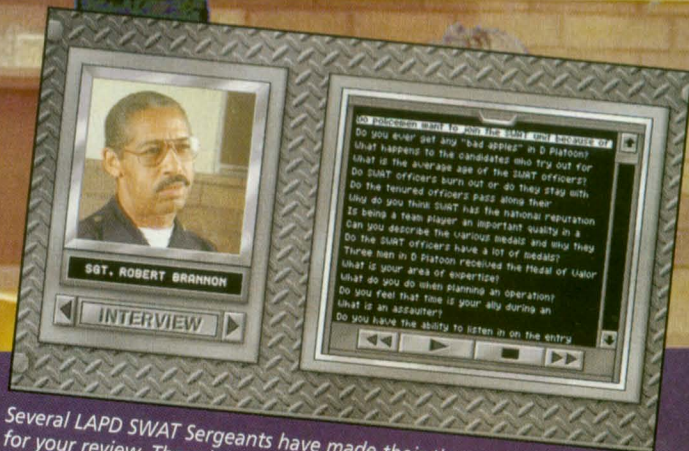 SGT. ROBERT BRANNON
INTERVIEW
Do policemen want to join the SWAT unit because of
Do you ever get any "bad apples" in D Platoon?
What happens to the candidates who try out for
What is the average age of the SWAT officers?
Do SWAT officers burn out or do they stay with
Do the tenured officers pass along their
Why do you think SWAT has the national reputation
Is being a team player an important quality in a
Can you describe the various medals and why they
Do the SWAT officers have a lot of medals?
Three men in D Platoon received the Medal of Valor
What is your area of expertise?
What do you do when planning an operation?
Do you feel that time is your ally during an
What is an assaulter?
Do you have the ability to listen in on the entry
Several LAPD SWAT Sergeants have made their
for your review.